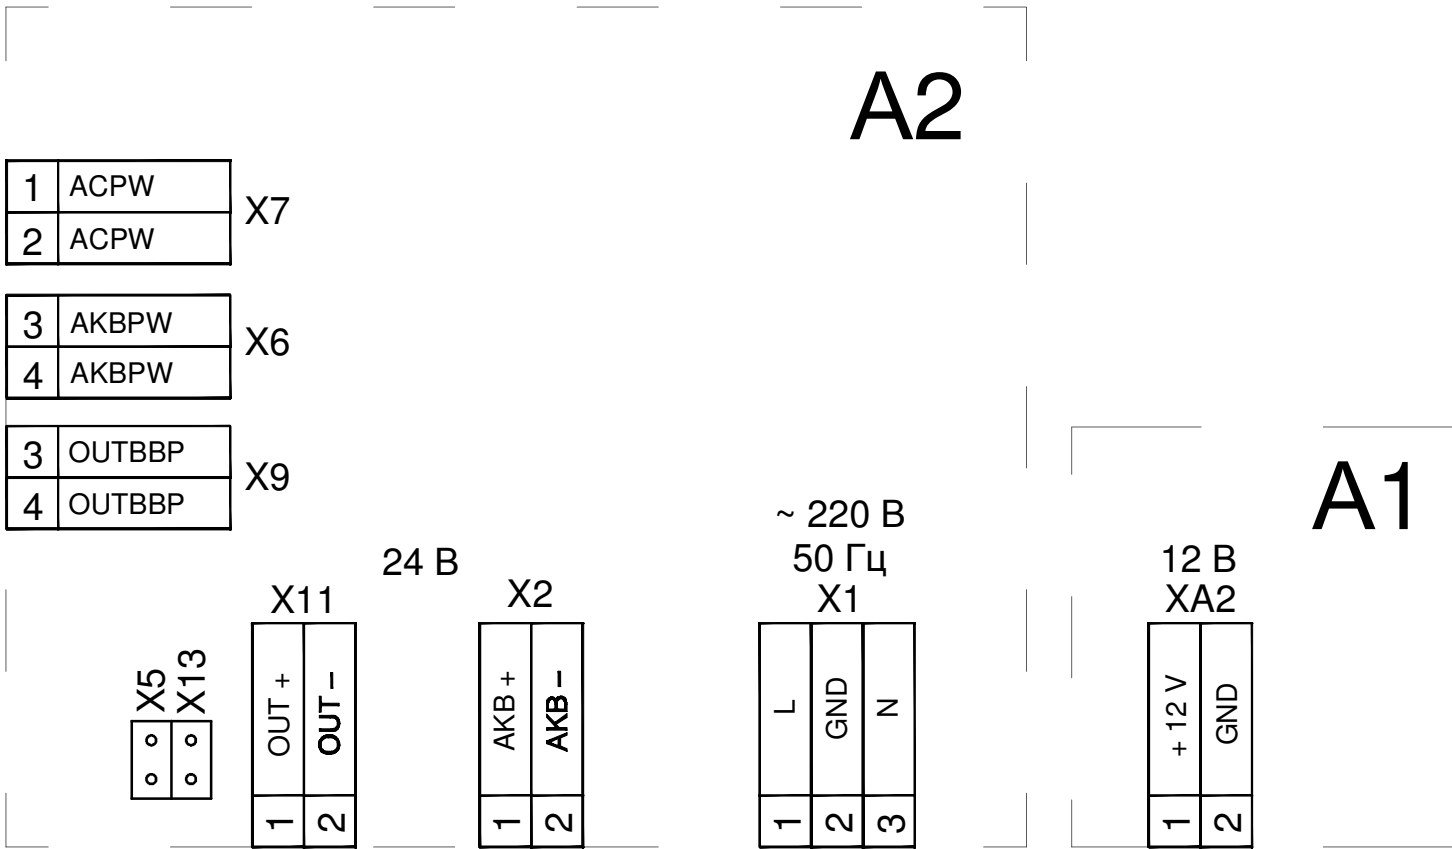 A2
1 ACPW
X7
2 ACPW
3 AKBPW
X6
4 AKBPW
3 OUTBBP
X9
4 OUTBBP
A1
~ 220 В
50 Гц
24 В
12 В
X11
X2
X1
XA2
X5
X13
OUT +
OUT –
AKB +
AKB –
L
GND
N
+ 12 V
GND
1
2
1
2
1
2
3
1
2